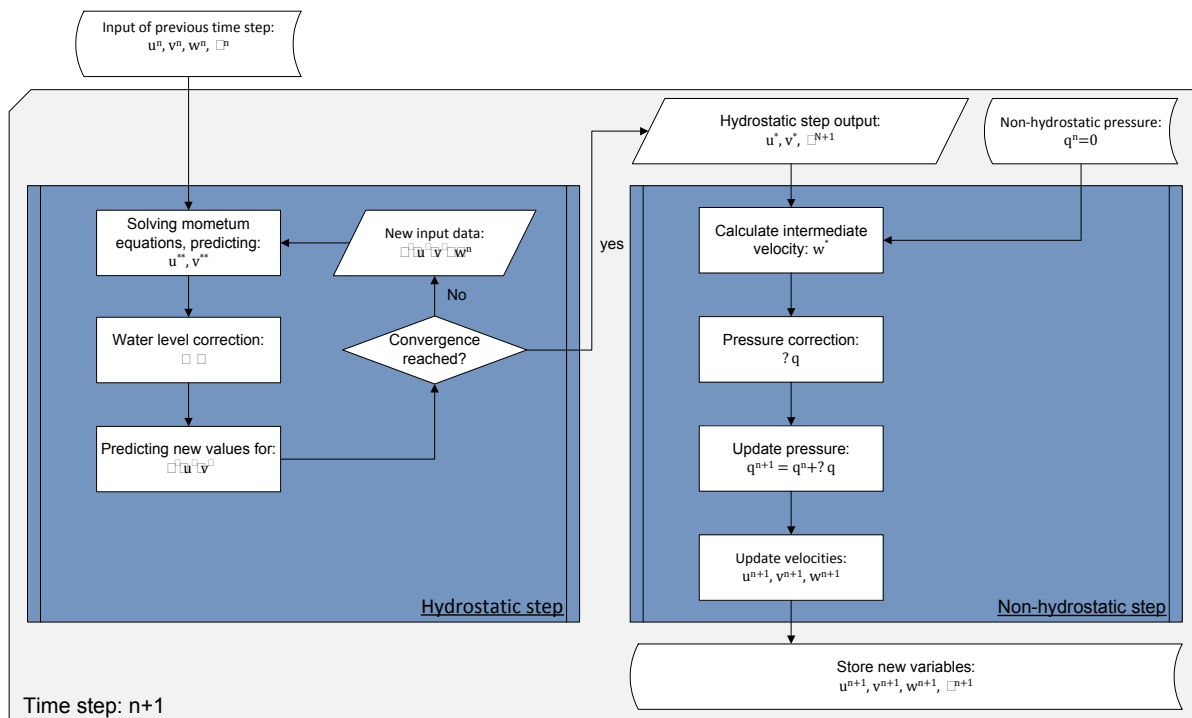 Input of previous time step:
uⁿ, vⁿ, wⁿ, □ⁿ
Hydrostatic step output:
u*, v*, □ᴺ⁺¹
Non-hydrostatic pressure:
qⁿ=0
Solving mometum
equations, predicting:
u**, v**
New input data:
□*□u*□v*□wⁿ
No
Water level correction:
□ □
Convergence
reached?
Predicting new values for:
□*□u*□v*
Hydrostatic step
yes
Calculate intermediate
velocity: w*
Pressure correction:
? q
Update pressure:
qⁿ⁺¹ = qⁿ+? q
Update velocities:
uⁿ⁺¹, vⁿ⁺¹, wⁿ⁺¹
Non-hydrostatic step
Store new variables:
uⁿ⁺¹, vⁿ⁺¹, wⁿ⁺¹, □ⁿ⁺¹
Time step: n+1